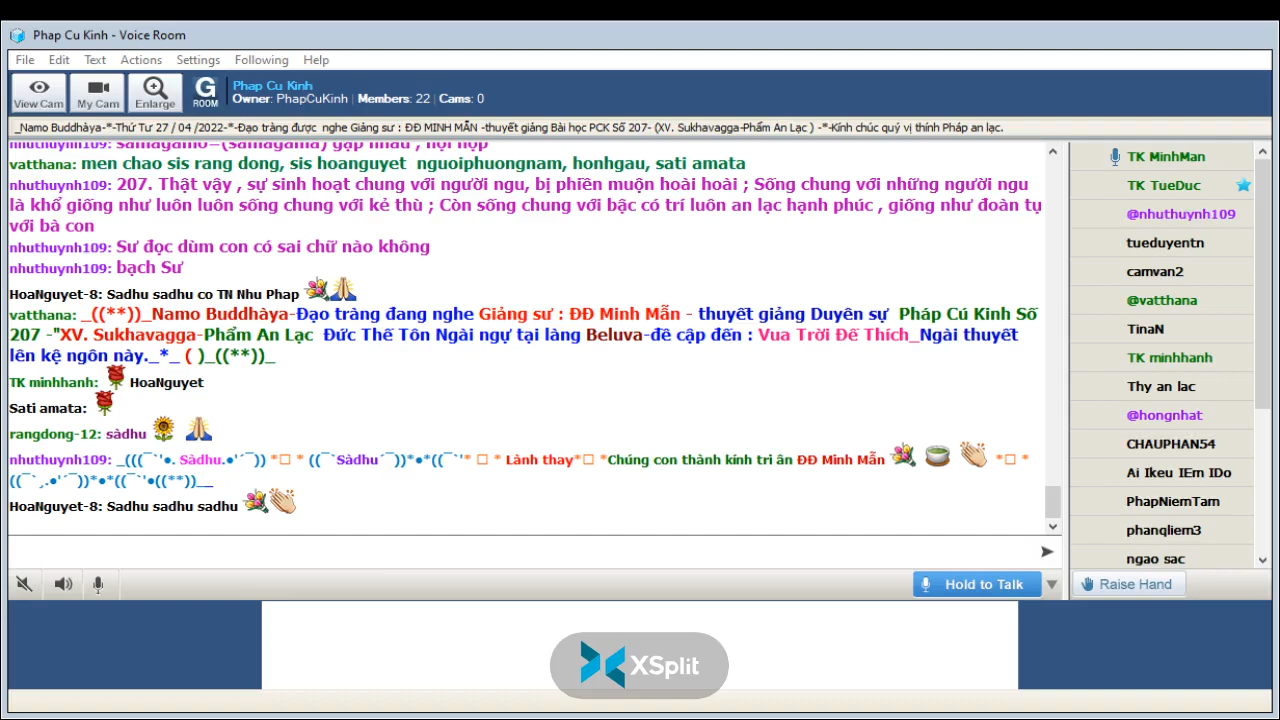 Phap Cu Kinh - Voice Room
File Edit Text Actions Settings Following Help
View Cam My Cam Enlarge G ROOM
Phap Cu Kinh
Owner: PhapCuKinh | Members: 22 | Cams: 0
_Namo Buddhàya-*-Thứ Tư 27 / 04 /2022-*-Đạo tràng được nghe Giảng sư : ĐĐ MINH MẪN -thuyết giảng Bài học PCK Số 207- (XV. Sukhavagga-Phẩm An Lạc ) -*-Kính chúc quý vị thính Pháp an lạc.
nhuthuynh109: samagamo=(samagama) gặp nhau , hội họp
vatthana: men chao sis rang dong, sis hoanguyet nguoiphuongnam, honhgau, sati amata
nhuthuynh109: 207. Thật vậy , sự sinh hoạt chung với người ngu, bị phiền muộn hoài hoài ; Sống chung với những người ngu
là khổ giống như luôn luôn sống chung với kẻ thù ; Còn sống chung với bậc có trí luôn an lạc hạnh phúc , giống như đoàn tụ
với bà con
nhuthuynh109: Sư đọc dùm con có sai chữ nào không
nhuthuynh109: bạch Sư
HoaNguyet-8: Sadhu sadhu co TN Nhu Phap
vatthana: _((**))_Namo Buddhàya-Đạo tràng đang nghe Giảng sư : ĐĐ Minh Mẫn - thuyết giảng Duyên sự Pháp Cú Kinh Số
207 -"XV. Sukhavagga-Phẩm An Lạc Đức Thế Tôn Ngài ngự tại làng Beluva-đề cập đến : Vua Trời Đế Thích_Ngài thuyết
lên kệ ngôn này._*_ ( )_((**))_
TK minhhanh: HoaNguyet
Sati amata:
rangdong-12: sàdhu
nhuthuynh109: _(((¯`'•. Sàdhu.•'´¯)) *□ * ((¯`Sàdhu´¯))*•*((¯`'* □ * Lành thay*□ *Chúng con thành kính tri ân ĐĐ Minh Mẫn *□ *
((¯`¸.•'´¯))*•*((¯`'•((**))__
HoaNguyet-8: Sadhu sadhu sadhu
Hold to Talk
TK MinhMan
TK TueDuc
@nhuthuynh109
tueduyentn
camvan2
@vatthana
TinaN
TK minhhanh
Thy an lac
@hongnhat
CHAUPHAN54
Ai Ikeu IEm IDo
PhapNiemTam
phanqliem3
ngao sac
Raise Hand
XSplit